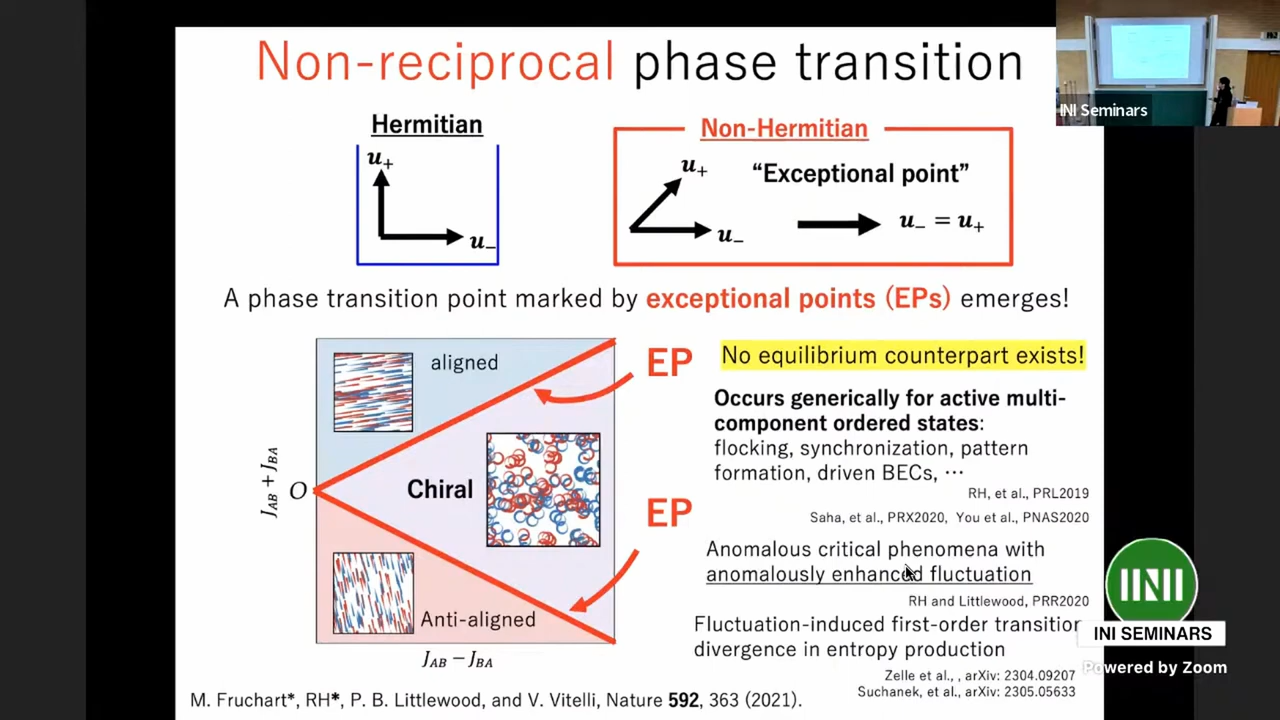 Non-reciprocal phase transition
INI Seminars
Hermitian
u₊
u₋
Non-Hermitian
u₊
u₋
“Exceptional point”
u₋ = u₊
A phase transition point marked by exceptional points (EPs) emerges!
aligned
EP
J_AB + J_BA
O
Chiral
EP
Anti-aligned
J_AB − J_BA
No equilibrium counterpart exists!
Occurs generically for active multi-
component ordered states:
flocking, synchronization, pattern
formation, driven BECs, ⋯
RH, et al., PRL2019
Saha, et al., PRX2020, You et al., PNAS2020
Anomalous critical phenomena with
anomalously enhanced fluctuation
RH and Littlewood, PRR2020
Fluctuation-induced first-order transition
divergence in entropy production
Zelle et al., , arXiv: 2304.09207
Suchanek, et al., arXiv: 2305.05633
M. Fruchart*, RH*, P. B. Littlewood, and V. Vitelli, Nature 592, 363 (2021).
INI SEMINARS
Powered by Zoom